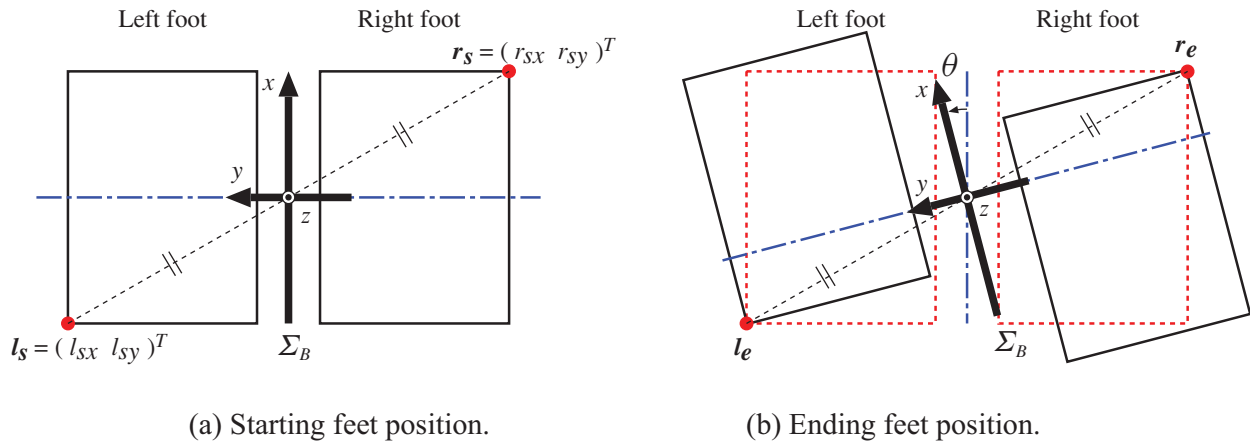 Left foot
Right foot
r_s = ( r_sx r_sy )^T
x
y
z
l_s = ( l_sx l_sy )^T
Σ_B
(a) Starting feet position.
Left foot
Right foot
r_e
θ
x
y
z
l_e
Σ_B
(b) Ending feet position.